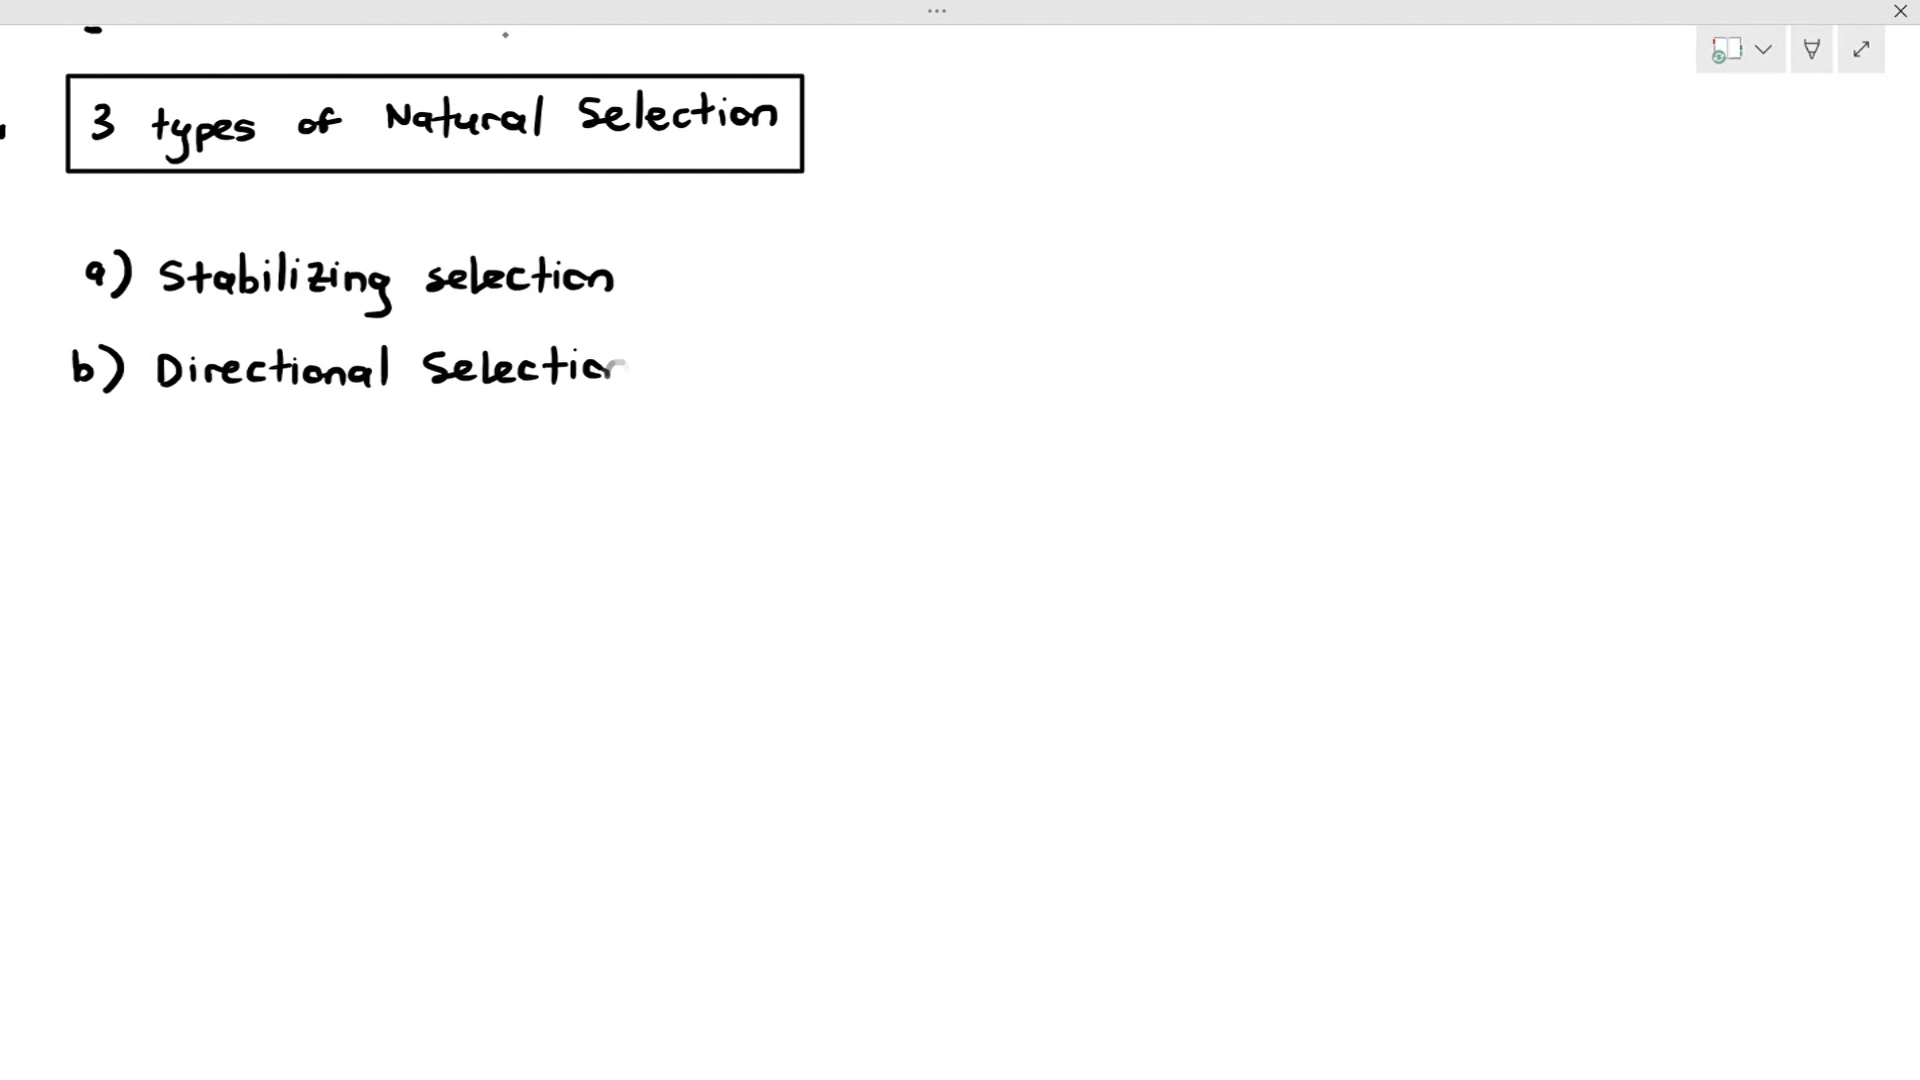 3 types of Natural Selection
a) Stabilizing selection
b) Directional Selection